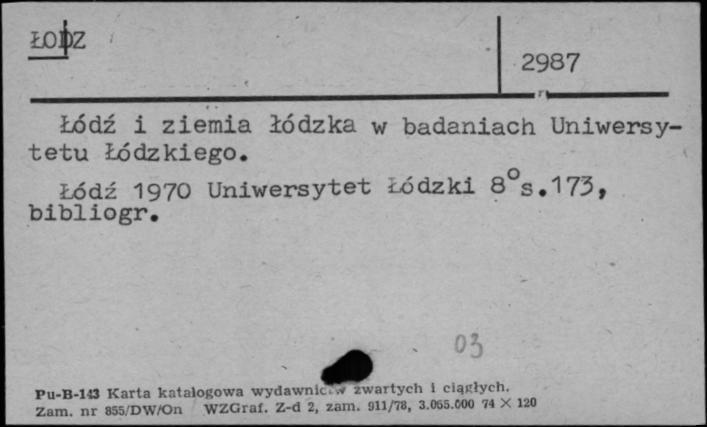 ŁODZ
2987
Łódź i ziemia łódzka w badaniach Uniwersy-
tetu Łódzkiego.
Łódź 1970 Uniwersytet Łódzki 8° s.173,
bibliogr.
03
Pu-B-143 Karta katalogowa wydawnictw zwartych i ciągłych.
Zam. nr 855/DW/On WZGraf. Z-d 2, zam. 911/78, 3.065.000 74 X 120